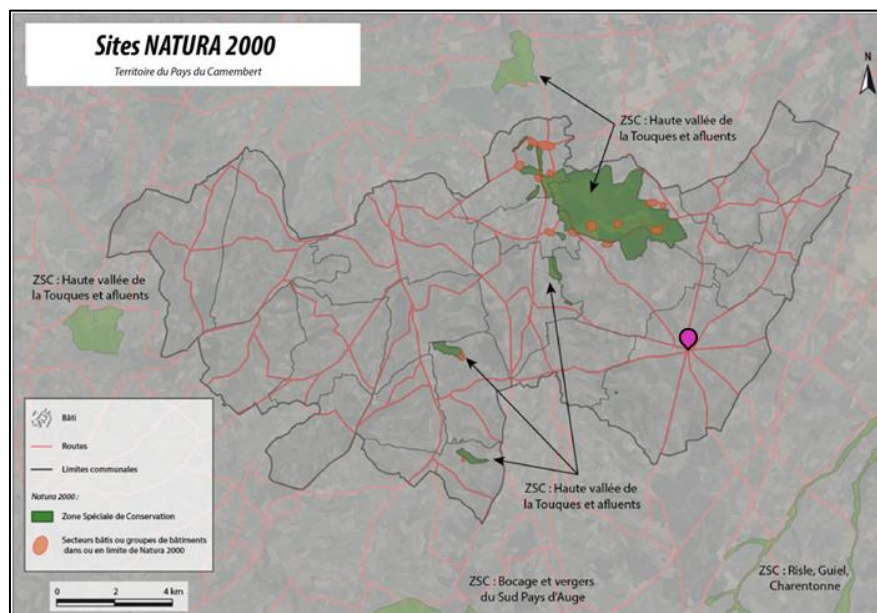 Sites NATURA 2000
Territoire du Pays du Camembert
N
ZSC : Haute vallée de
la Touques et afluents
ZSC : Haute vallée de
la Touques et afluents
Bâti
Routes
Limites communales
Natura 2000 :
Zone Spéciale de Conservation
Secteurs bâtis ou groupes de bâtiments
dans ou en limite de Natura 2000
0 2 4 km
ZSC : Haute vallée de
la Touques et afluents
ZSC : Bocage et vergers
du Sud Pays d'Auge
ZSC : Risle, Guiel,
Charentonne